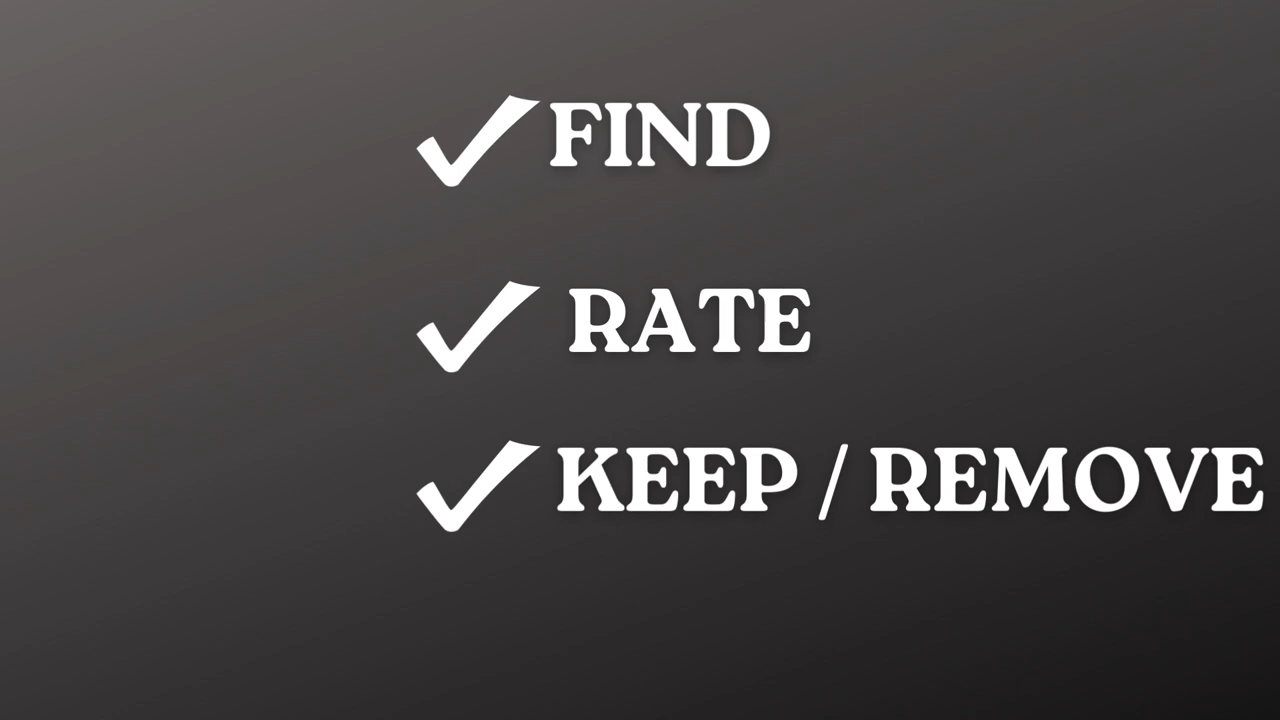 ✓ FIND
✓ RATE
✓ KEEP / REMOVE